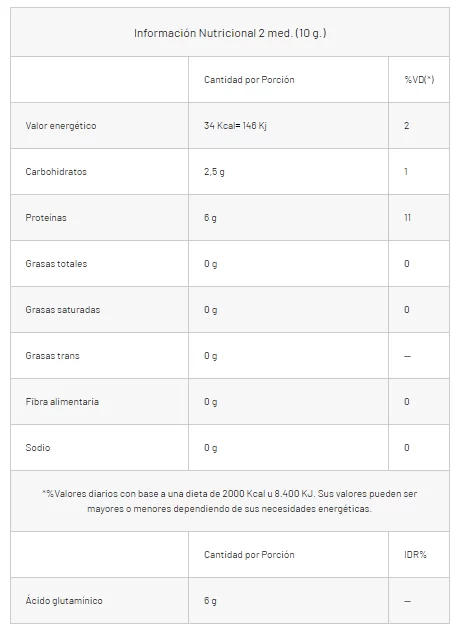 Información Nutricional 2 med. (10 g.)
Cantidad por Porción %VD(*)
Valor energético 34 Kcal= 146 Kj 2
Carbohidratos 2,5 g 1
Proteínas 6 g 11
Grasas totales 0 g 0
Grasas saturadas 0 g 0
Grasas trans 0 g —
Fibra alimentaria 0 g 0
Sodio 0 g 0
*%Valores diarios con base a una dieta de 2000 Kcal u 8.400 KJ. Sus valores pueden ser
mayores o menores dependiendo de sus necesidades energéticas.
Cantidad por Porción IDR%
Ácido glutamínico 6 g —